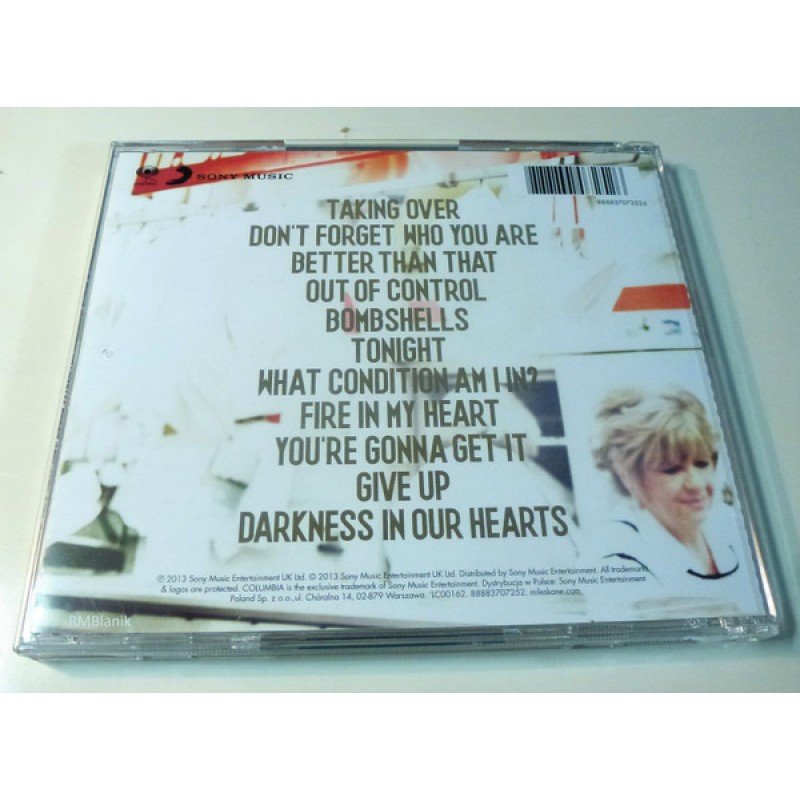 SONY MUSIC
888837072526
TAKING OVER
DON'T FORGET WHO YOU ARE
BETTER THAN THAT
OUT OF CONTROL
BOMBSHELLS
TONIGHT
WHAT CONDITION AM I IN?
FIRE IN MY HEART
YOU'RE GONNA GET IT
GIVE UP
DARKNESS IN OUR HEARTS
℗ 2013 Sony Music Entertainment UK Ltd. © 2013 Sony Music Entertainment UK Ltd. Distributed by Sony Music Entertainment. All trademarks
& logos are protected. COLUMBIA is the exclusive trademark of Sony Music Entertainment. Dystrybucja w Polsce: Sony Music Entertainment
Poland Sp. z o.o.,ul. Chóralna 14, 02-879 Warszawa. LC00162. 88883707252. mileskane.com
RMBlanik